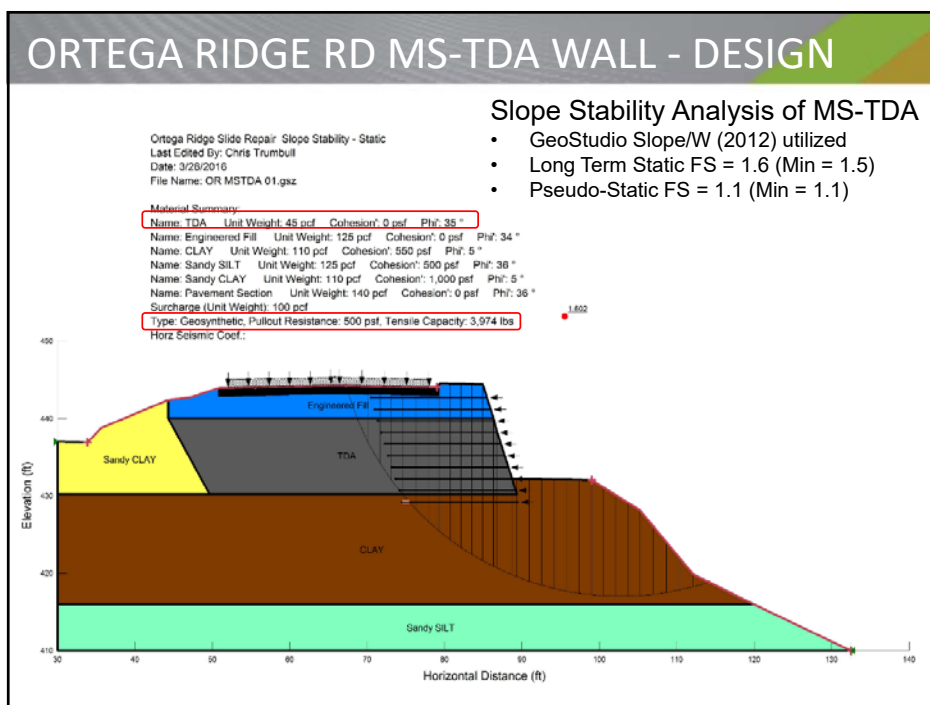 ORTEGA RIDGE RD MS-TDA WALL - DESIGN
Slope Stability Analysis of MS-TDA
• GeoStudio Slope/W (2012) utilized
• Long Term Static FS = 1.6 (Min = 1.5)
• Pseudo-Static FS = 1.1 (Min = 1.1)
Ortega Ridge Slide Repair Slope Stability - Static
Last Edited By: Chris Trumbull
Date: 3/28/2016
File Name: OR MSTDA 01.gsz
Material Summary:
Name: TDA Unit Weight: 45 pcf Cohesion': 0 psf Phi': 35 °
Name: Engineered Fill Unit Weight: 125 pcf Cohesion': 0 psf Phi': 34 °
Name: CLAY Unit Weight: 110 pcf Cohesion': 550 psf Phi': 5 °
Name: Sandy SILT Unit Weight: 125 pcf Cohesion': 500 psf Phi': 36 °
Name: Sandy CLAY Unit Weight: 110 pcf Cohesion': 1,000 psf Phi': 5 °
Name: Pavement Section Unit Weight: 140 pcf Cohesion': 0 psf Phi': 36 °
Surcharge (Unit Weight): 100 pcf
Type: Geosynthetic, Pullout Resistance: 500 psf, Tensile Capacity: 3,974 lbs
Horz Seismic Coef.:
1.602
450
440
430
420
410
Elevation (ft)
Engineered Fill
Sandy CLAY
TDA
CLAY
Sandy SILT
30 40 50 60 70 80 90 100 110 120 130 140
Horizontal Distance (ft)